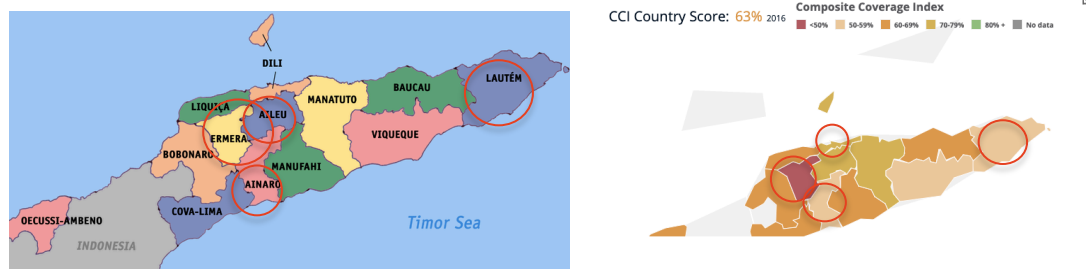 DILI
LAUTÉM
BAUCAU
MANATUTO
LIQUIÇA
AILEU
VIQUEQUE
ERMERA
BOBONARO
MANUFAHI
AINARO
COVA-LIMA
OECUSSI-AMBENO
INDONESIA
Timor Sea
CCI Country Score: 63% 2016
Composite Coverage Index
<50% 50-59% 60-69% 70-79% 80% + No data